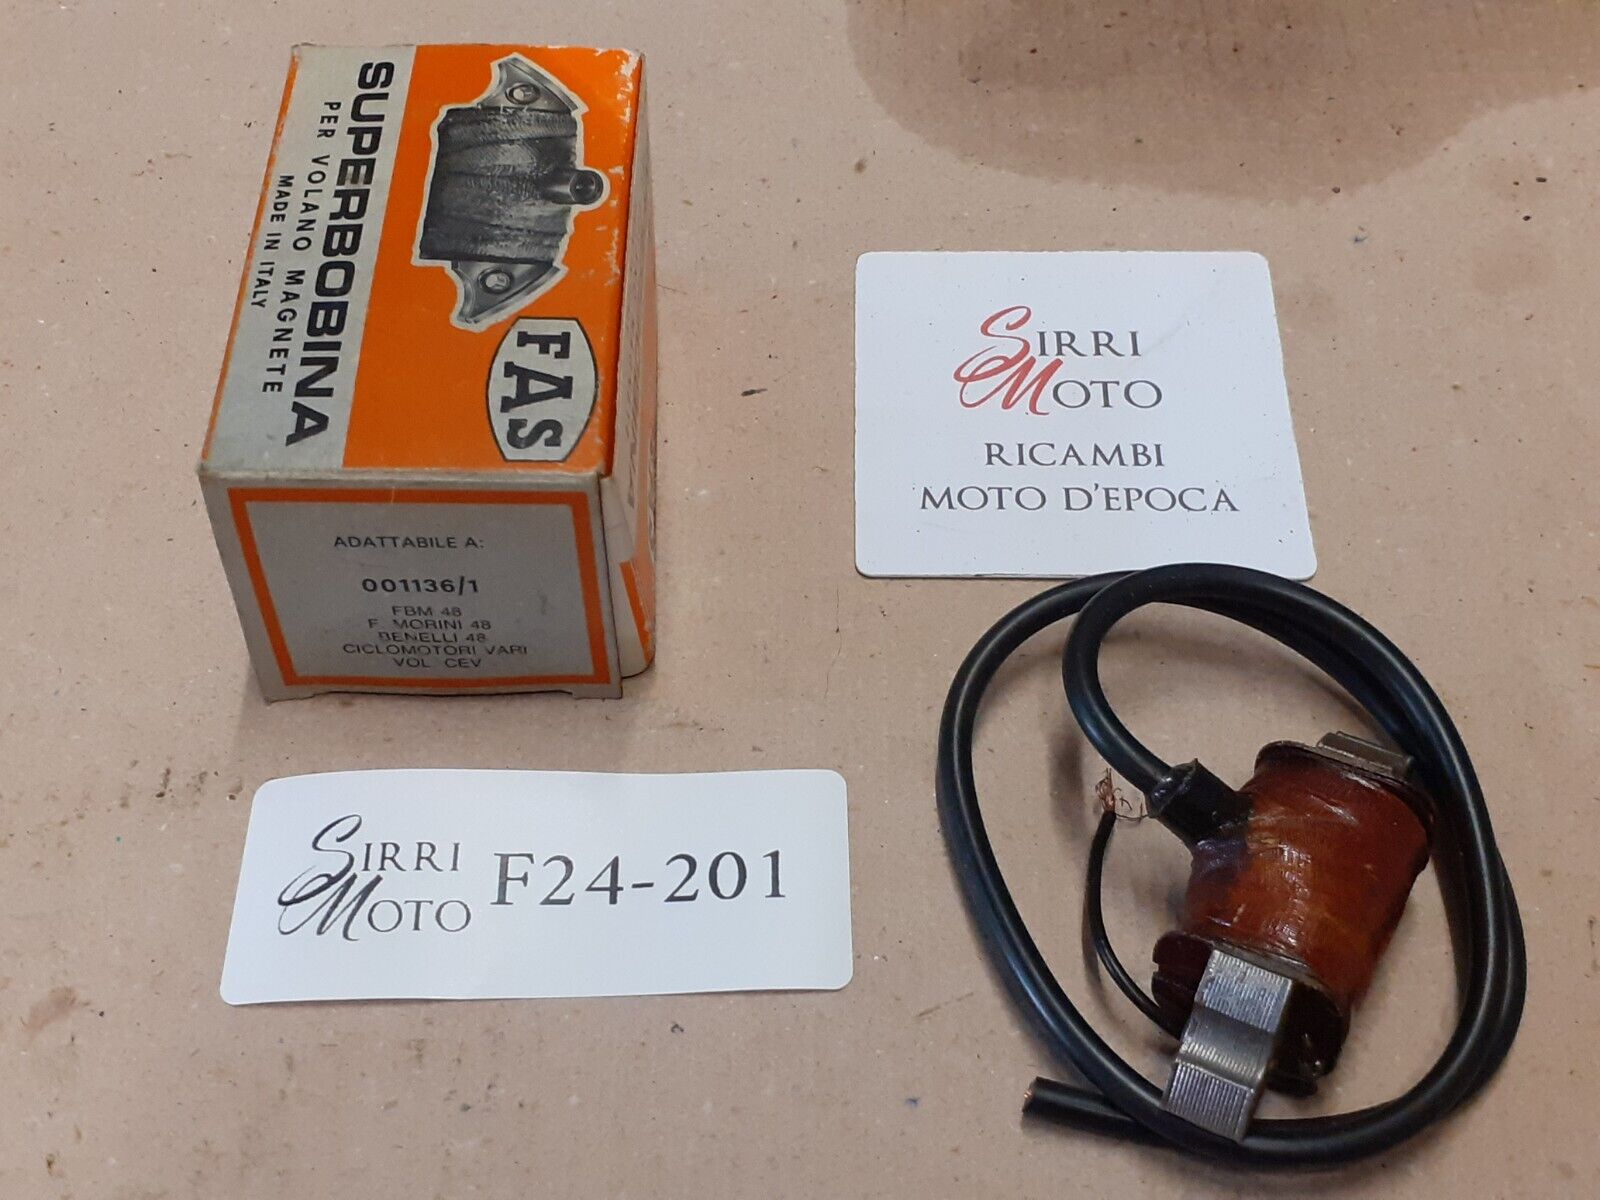 SUPERBOBINA
PER VOLANO MAGNETE
MADE IN ITALY
FAS
ADATTABILE A:
001136/1
FBM 48
F. MORINI 48
BENELLI 48
CICLOMOTORI VARI
VOL CEV
SIRRI
MOTO
RICAMBI
MOTO D'EPOCA
SIRRI
MOTO
F24-201